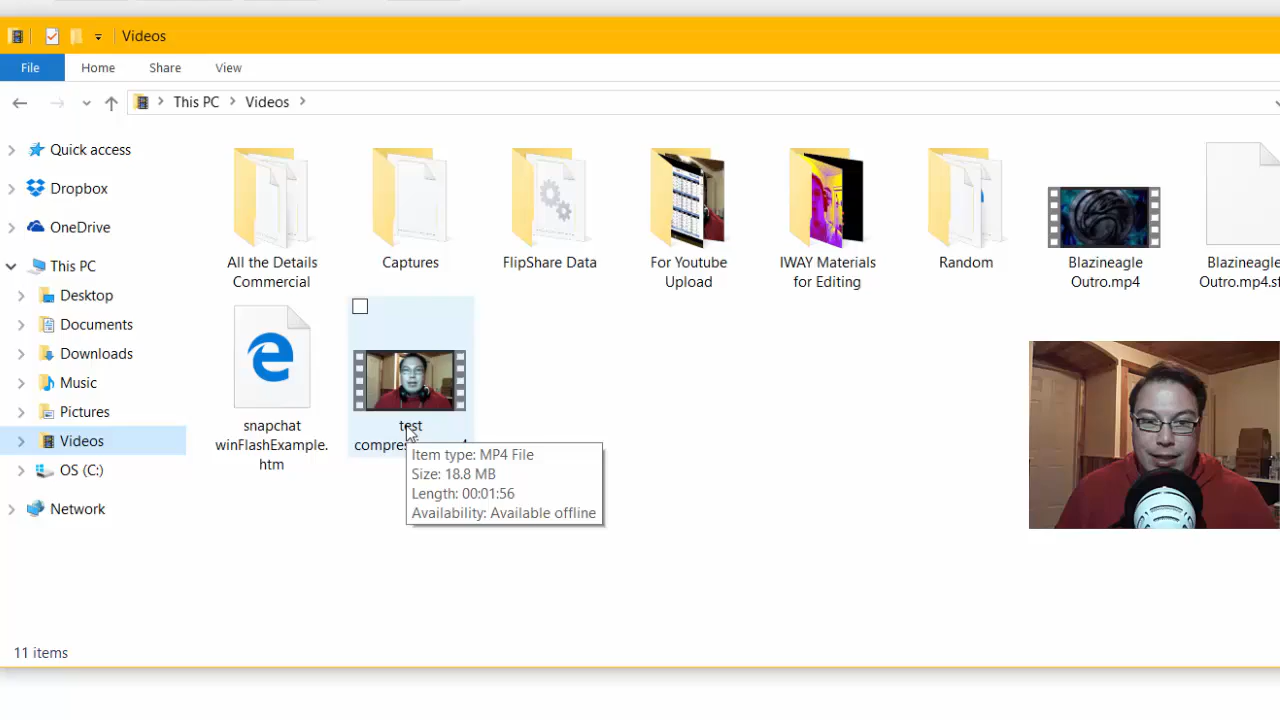 Videos
File Home Share View
This PC Videos
Quick access
Dropbox
OneDrive
This PC
Desktop
Documents
Downloads
Music
Pictures
Videos
OS (C:)
Network
All the Details
Commercial
Captures
FlipShare Data
For Youtube
Upload
IWAY Materials
for Editing
Random
Blazineagle
Outro.mp4
Blazineagle
Outro.mp4.sf
snapchat
winFlashExample.
htm
test
Item type: MP4 File
Size: 18.8 MB
Length: 00:01:56
Availability: Available offline
11 items